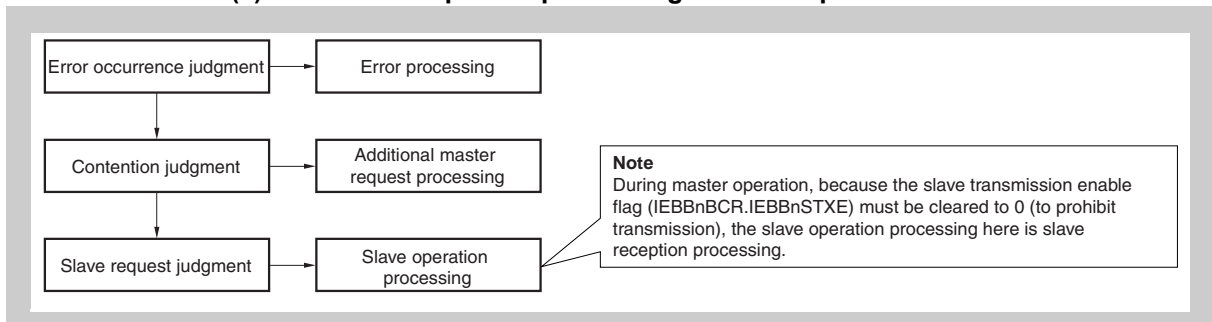 Error occurrence judgment
Error processing
Contention judgment
Additional master
request processing
Slave request judgment
Slave operation
processing
Note
During master operation, because the slave transmission enable
flag (IEBBnBCR.IEBBnSTXE) must be cleared to 0 (to prohibit
transmission), the slave operation processing here is slave
reception processing.